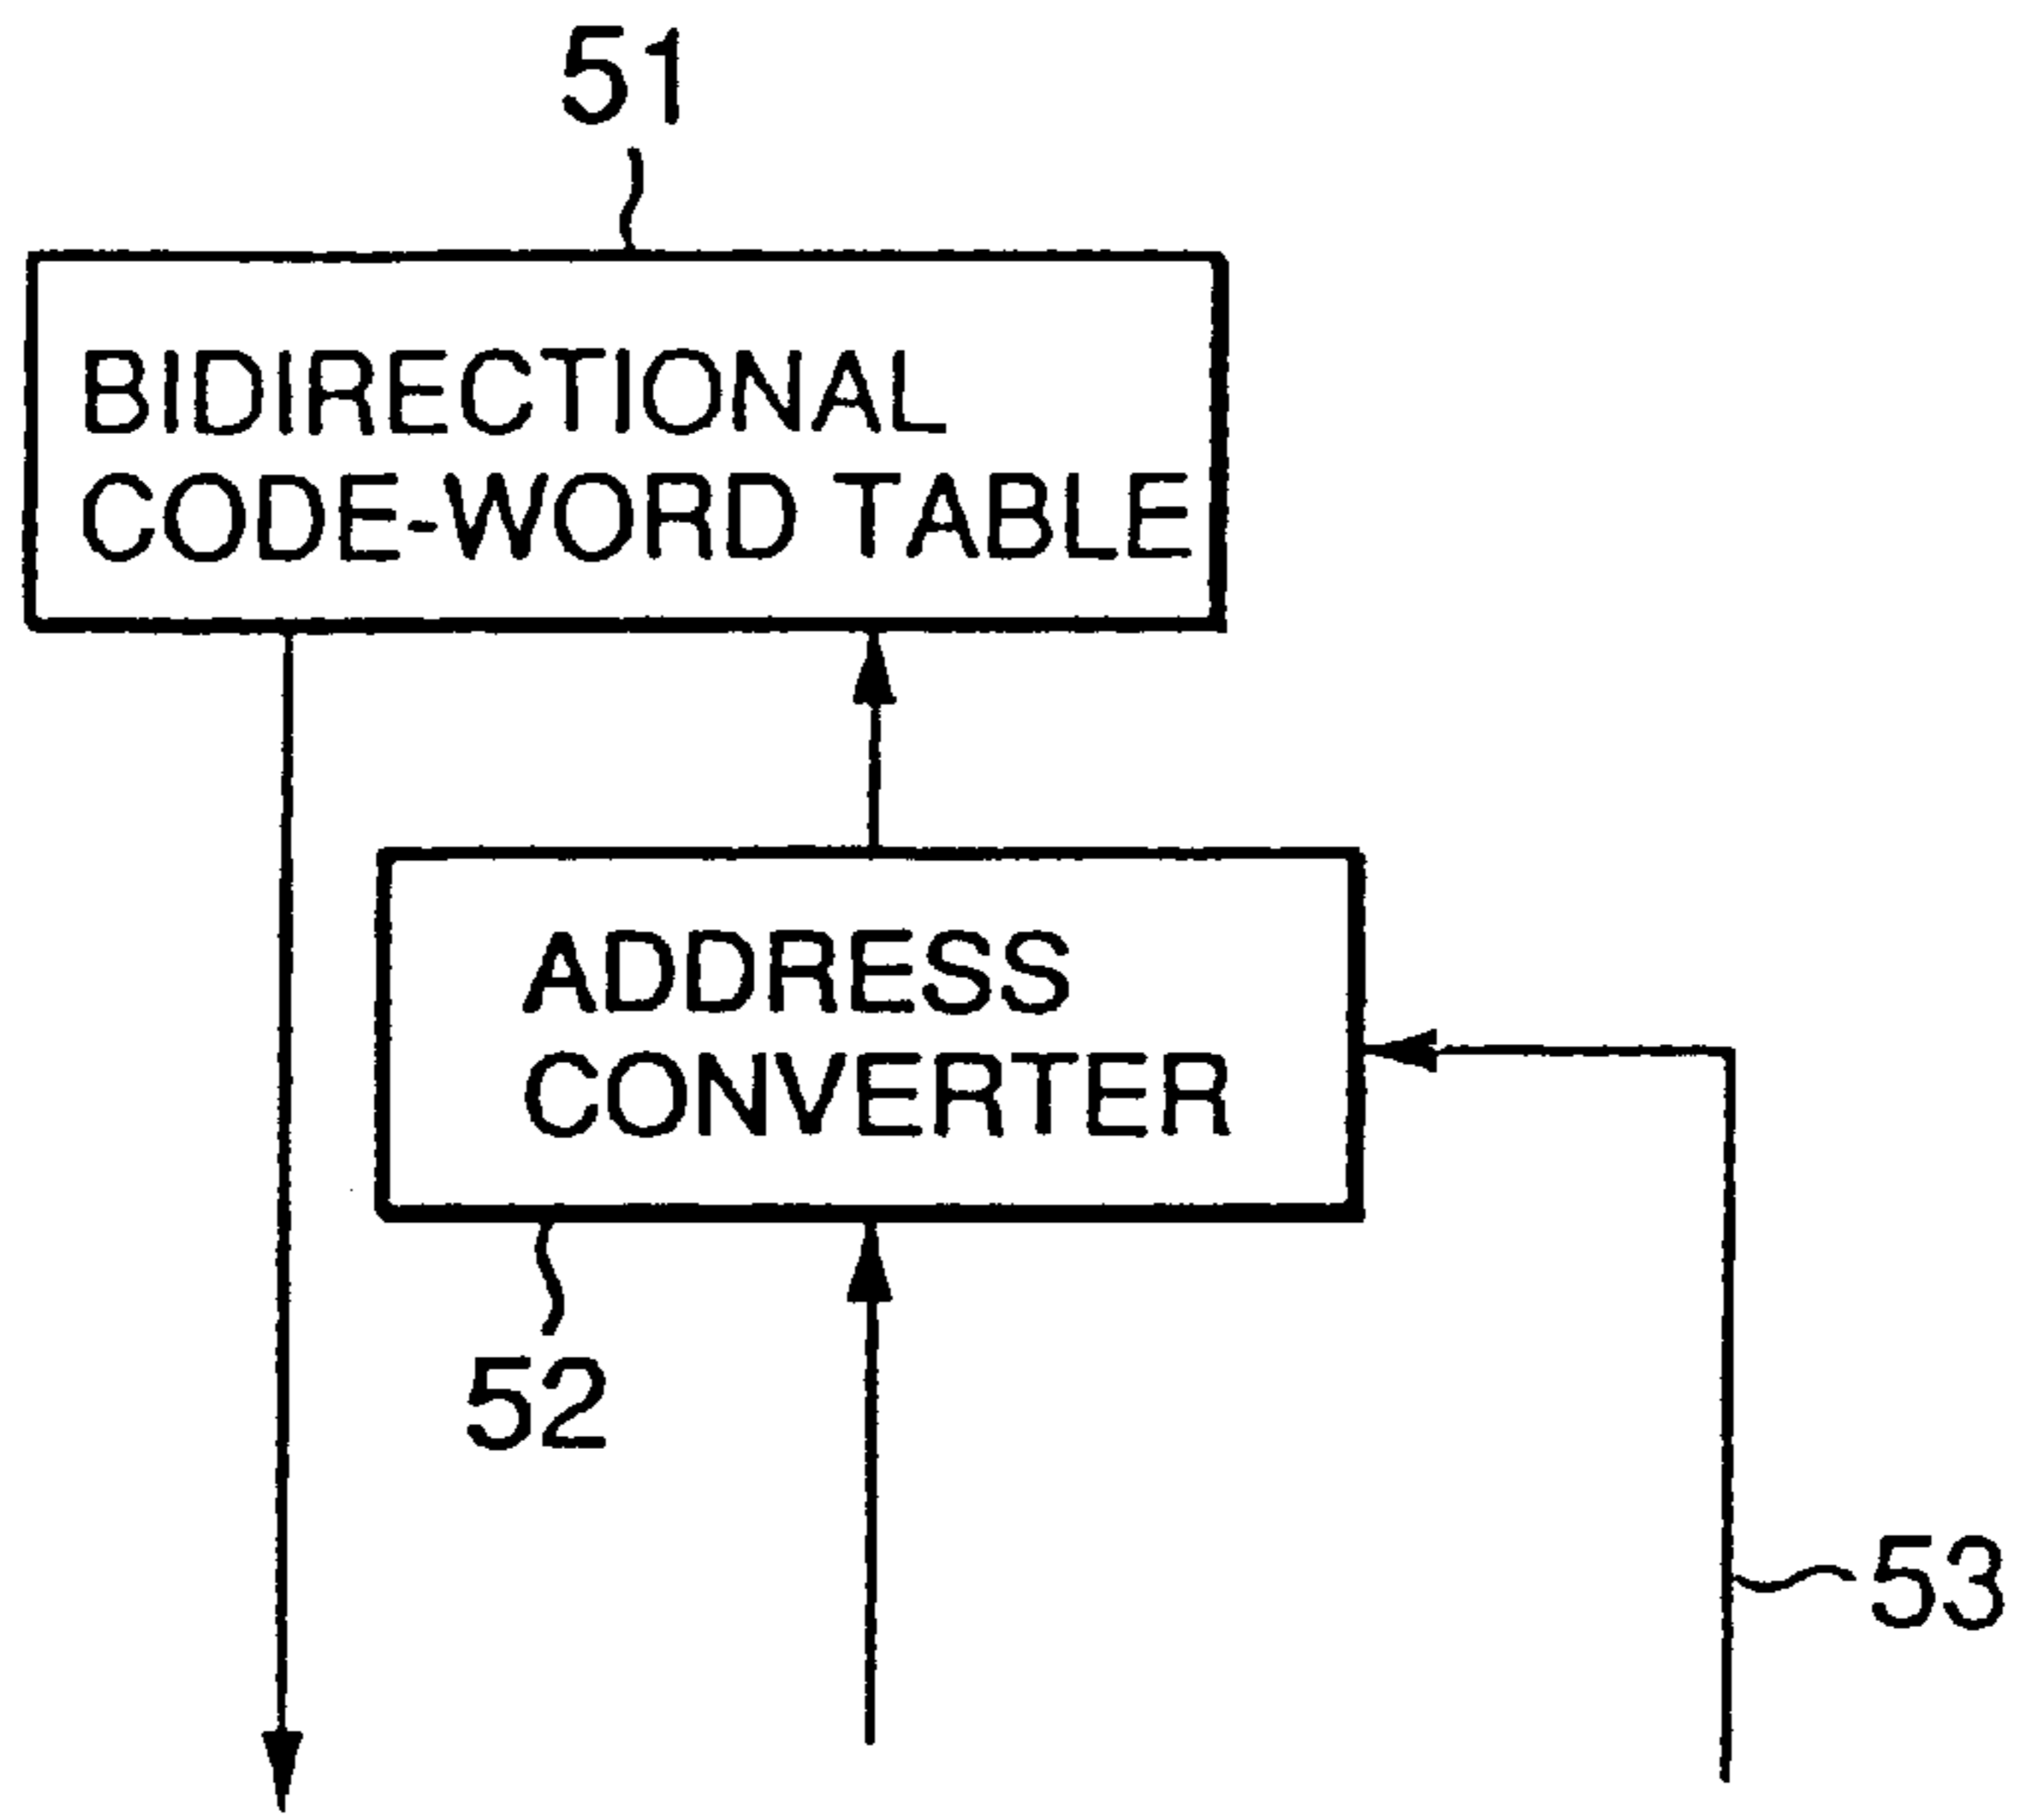 51
BIDIRECTIONAL
CODE-WORD TABLE
ADDRESS
CONVERTER
52
53